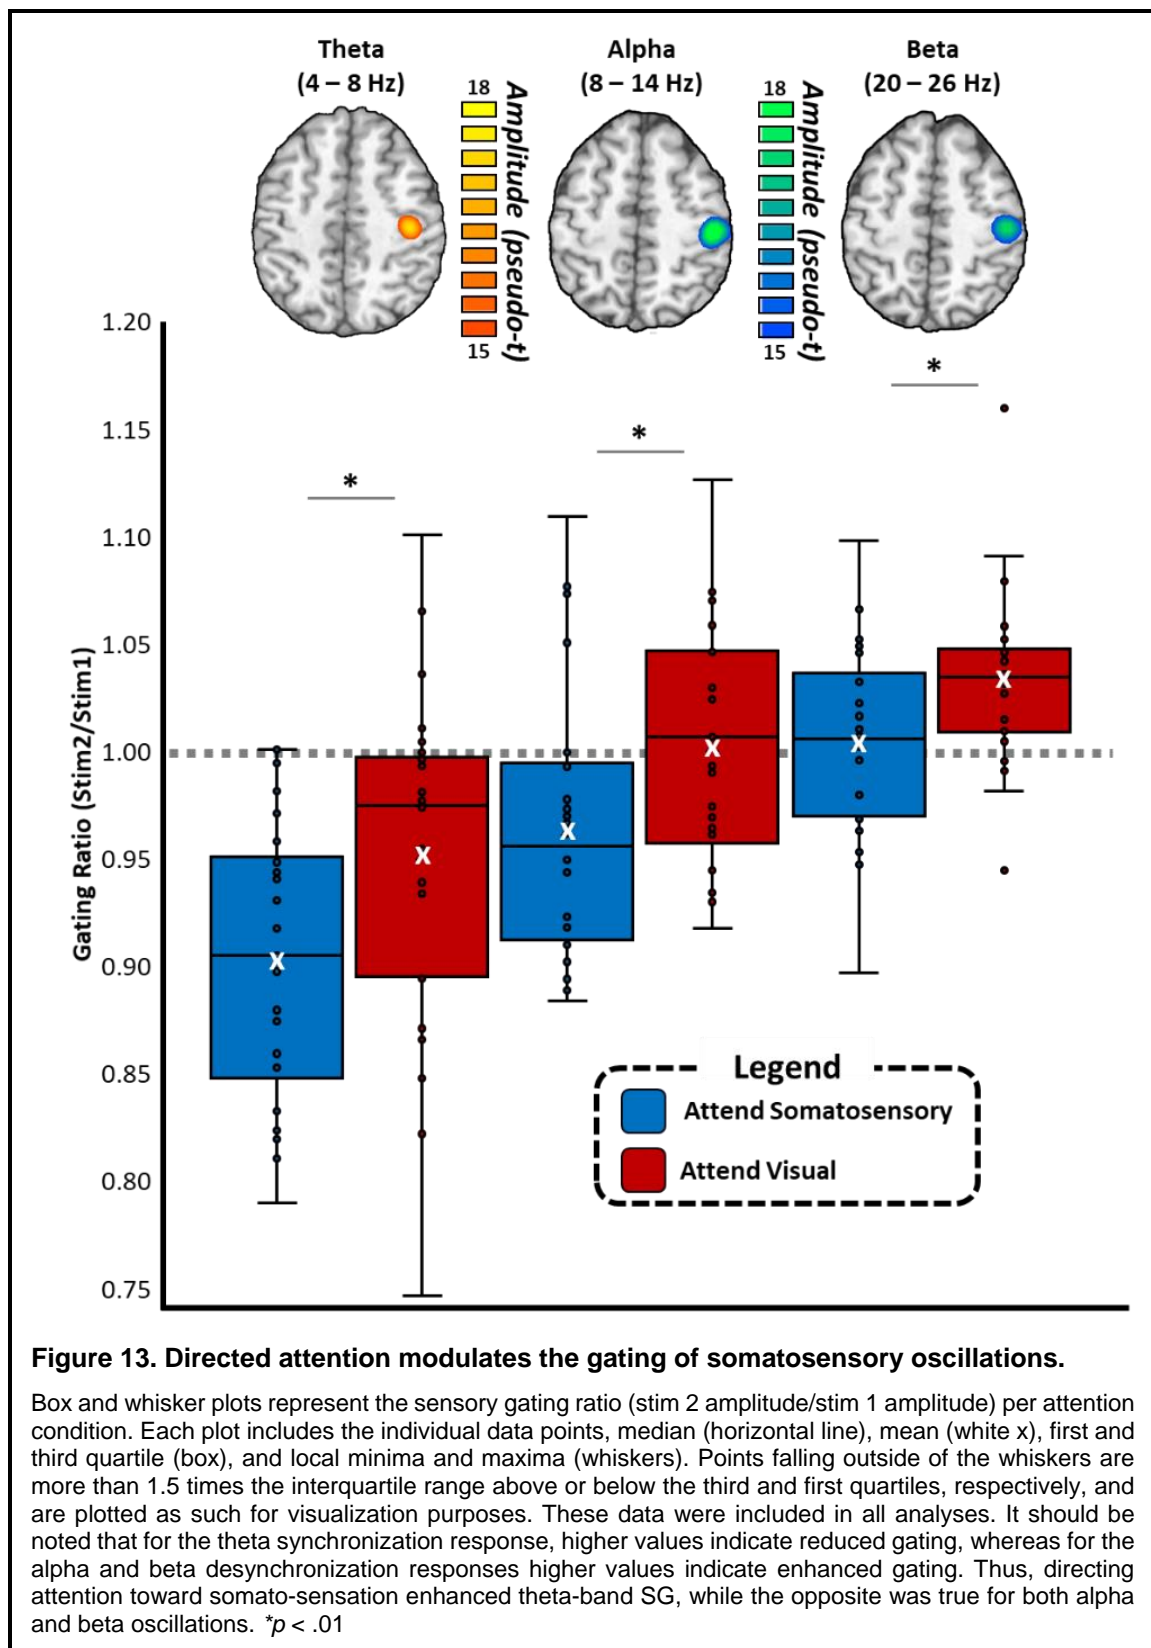 Theta
(4 – 8 Hz)
Alpha
(8 – 14 Hz)
Beta
(20 – 26 Hz)
18
Amplitude (pseudo-t)
15
18
Amplitude (pseudo-t)
15
Gating Ratio (Stim2/Stim1)
1.20
1.15
1.10
1.05
1.00
0.95
0.90
0.85
0.80
0.75
*
*
*
X
X
X
X
X
X
Legend
Attend Somatosensory
Attend Visual
Figure 13. Directed attention modulates the gating of somatosensory oscillations.
Box and whisker plots represent the sensory gating ratio (stim 2 amplitude/stim 1 amplitude) per attention
condition. Each plot includes the individual data points, median (horizontal line), mean (white x), first and
third quartile (box), and local minima and maxima (whiskers). Points falling outside of the whiskers are
more than 1.5 times the interquartile range above or below the third and first quartiles, respectively, and
are plotted as such for visualization purposes. These data were included in all analyses. It should be
noted that for the theta synchronization response, higher values indicate reduced gating, whereas for the
alpha and beta desynchronization responses higher values indicate enhanced gating. Thus, directing
attention toward somato-sensation enhanced theta-band SG, while the opposite was true for both alpha
and beta oscillations. *p < .01